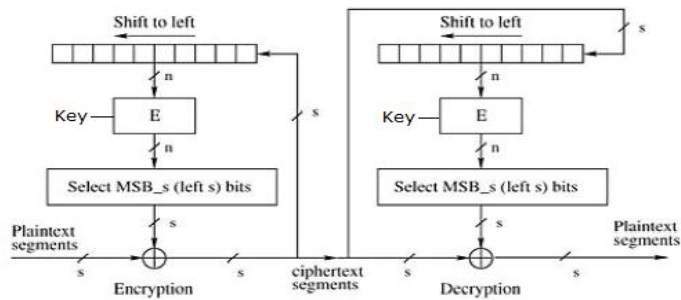 Shift to left
n
Key
E
n
Select MSB_s (left s) bits
s
Plaintext
segments
s
s
s
Encryption
ciphertext
segments
Shift to left
s
n
Key
E
n
Select MSB_s (left s) bits
s
s
s
Decryption
Plaintext
segments